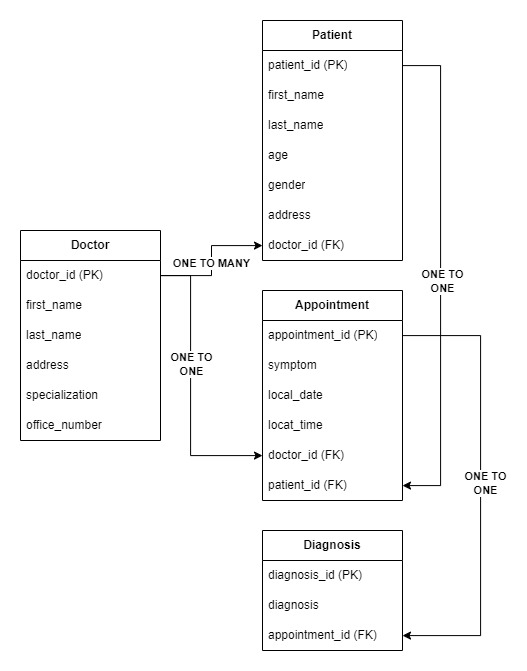 Patient
patient_id (PK)
first_name
last_name
age
gender
address
doctor_id (FK)
Doctor
doctor_id (PK)
first_name
last_name
address
specialization
office_number
ONE TO MANY
ONE TO
ONE
ONE TO
ONE
Appointment
appointment_id (PK)
symptom
local_date
locat_time
doctor_id (FK)
patient_id (FK)
ONE TO
ONE
Diagnosis
diagnosis_id (PK)
diagnosis
appointment_id (FK)